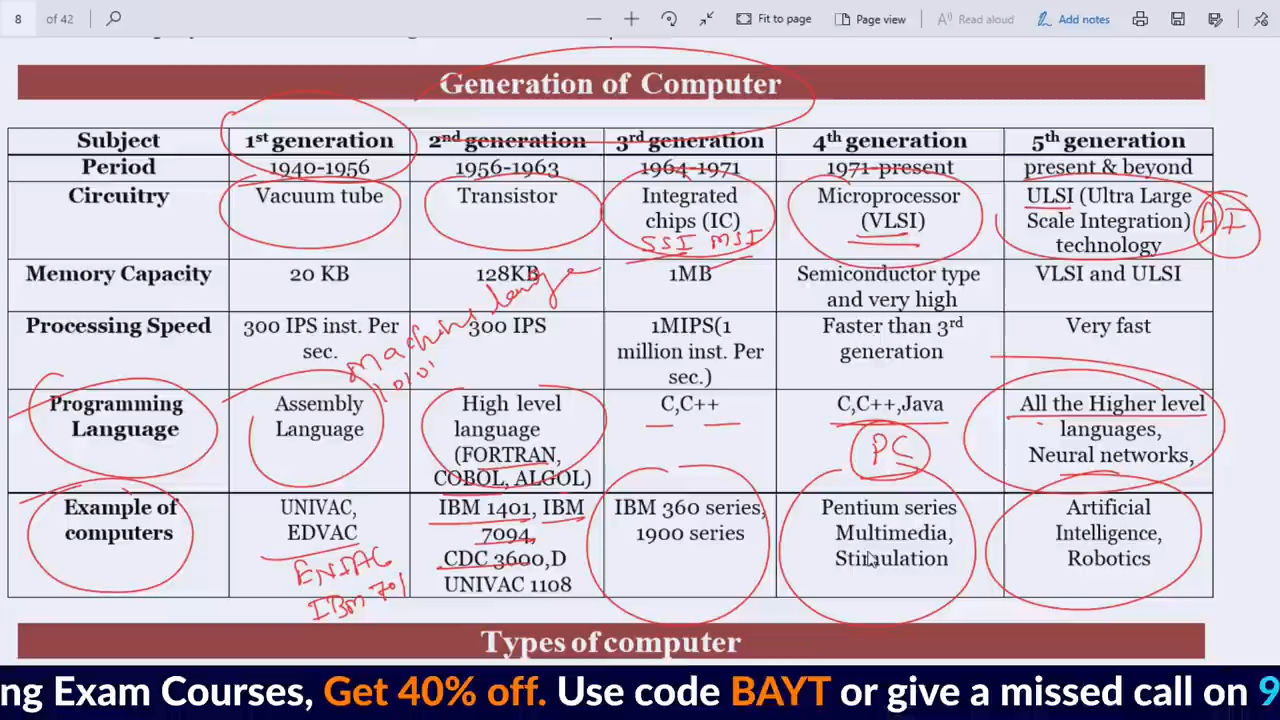 8 of 42 Fit to page Page view Read aloud Add notes
Generation of Computer
Subject 1st generation 2nd generation 3rd generation 4th generation 5th generation
Period 1940-1956 1956-1963 1964-1971 1971-present present & beyond
Circuitry Vacuum tube Transistor Integrated Microprocessor ULSI (Ultra Large
chips (IC) (VLSI) Scale Integration) AI
SSI MSI technology
Memory Capacity 20 KB 128KB 1MB Semiconductor type VLSI and ULSI
and very high
Machine language
10101
Processing Speed 300 IPS inst. Per 300 IPS 1MIPS(1 Faster than 3rd Very fast
sec. million inst. Per generation
sec.)
Programming Assembly High level C,C++ C,C++,Java All the Higher level
Language Language language languages,
(FORTRAN, PC Neural networks,
COBOL, ALGOL)
Example of UNIVAC, IBM 1401, IBM IBM 360 series, Pentium series Artificial
computers EDVAC 7094, 1900 series Multimedia, Intelligence,
ENIAC CDC 3600,D Stimulation Robotics
IBM 701 UNIVAC 1108
Types of computer
ng Exam Courses, Get 40% off. Use code BAYT or give a missed call on 9